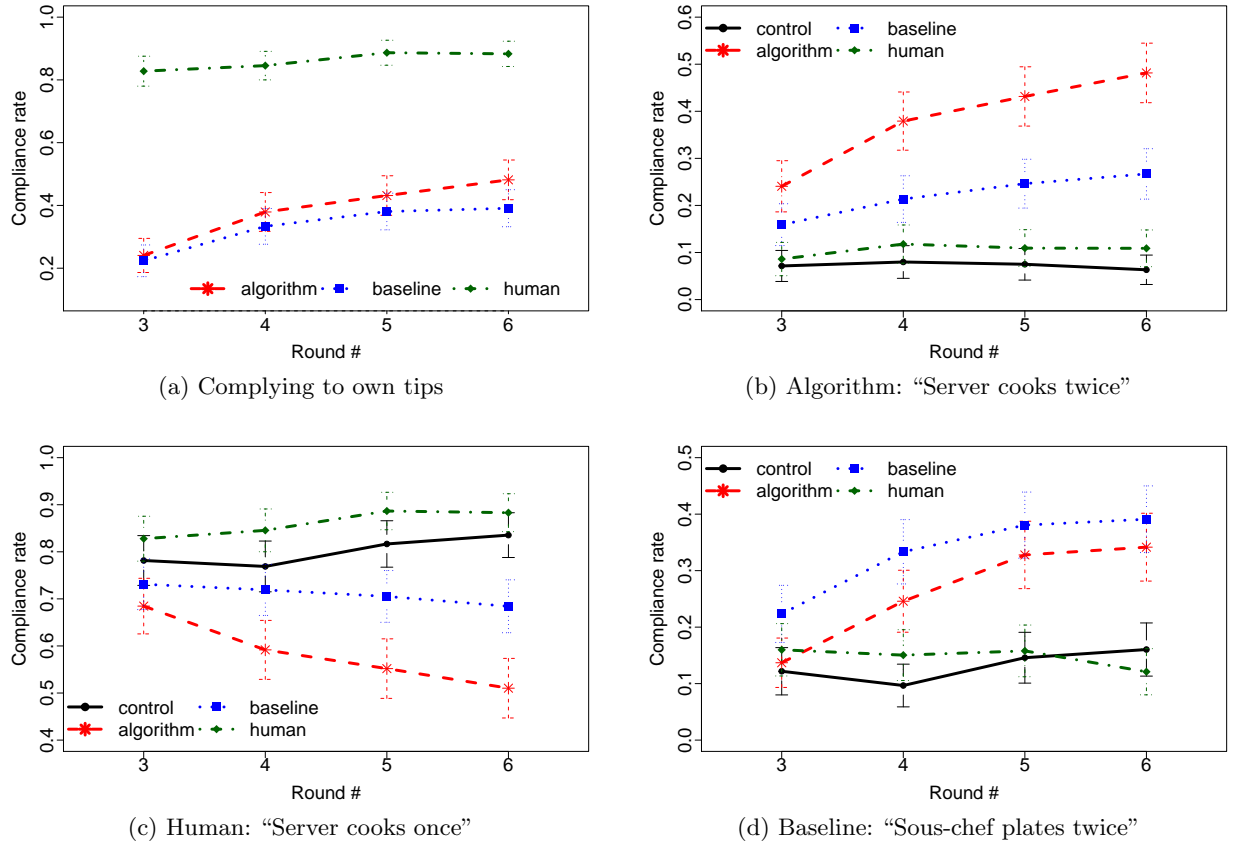 1.0
0.8
0.6
0.4
0.2
Compliance rate
algorithm baseline human
3 4 5 6
Round #
(a) Complying to own tips
0.6
0.5
0.4
0.3
0.2
0.1
0.0
Compliance rate
control baseline
algorithm human
3 4 5 6
Round #
(b) Algorithm: “Server cooks twice”
1.0
0.9
0.8
0.7
0.6
0.5
0.4
Compliance rate
control baseline
algorithm human
3 4 5 6
Round #
(c) Human: “Server cooks once”
0.5
0.4
0.3
0.2
0.1
0.0
Compliance rate
control baseline
algorithm human
3 4 5 6
Round #
(d) Baseline: “Sous-chef plates twice”